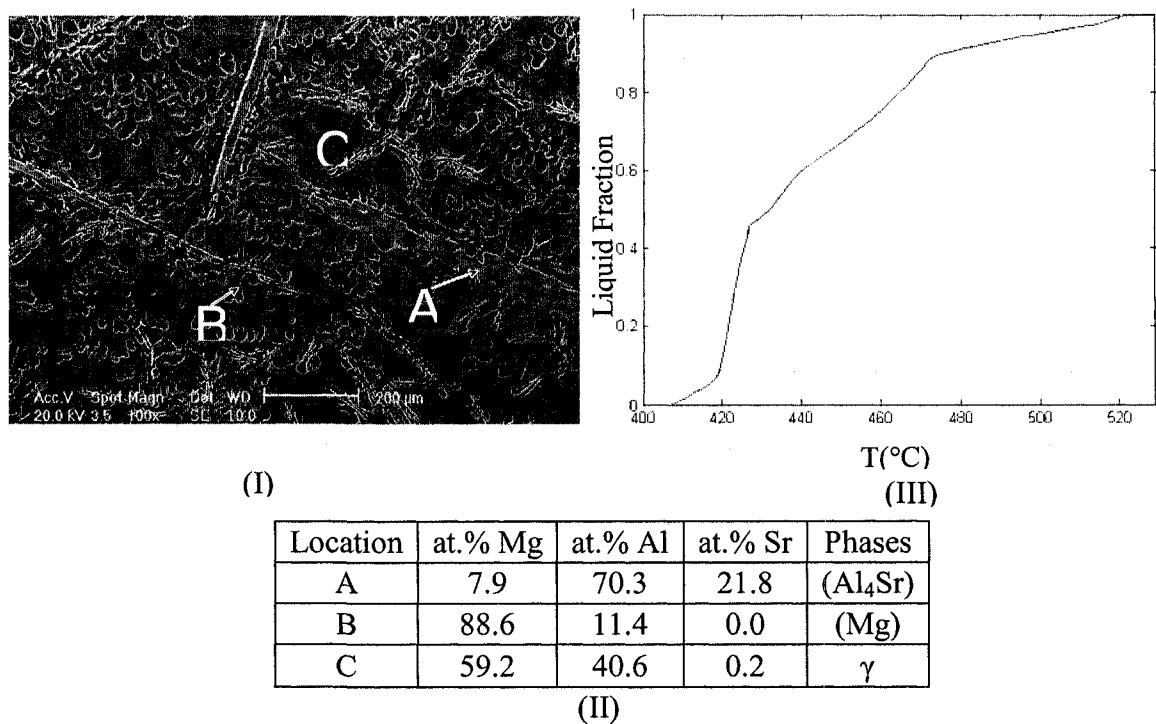 C
A
B
Acc.V Spot Magn Det WD 200 µm
20.0 kV 3.5 100x SE 10.0
(I)
Liquid Fraction
1
0.8
0.6
0.4
0.2
0
400 420 440 460 480 500 520
T(°C)
(III)
Location at.% Mg at.% Al at.% Sr Phases
A 7.9 70.3 21.8 (Al₄Sr)
B 88.6 11.4 0.0 (Mg)
C 59.2 40.6 0.2 γ
(II)